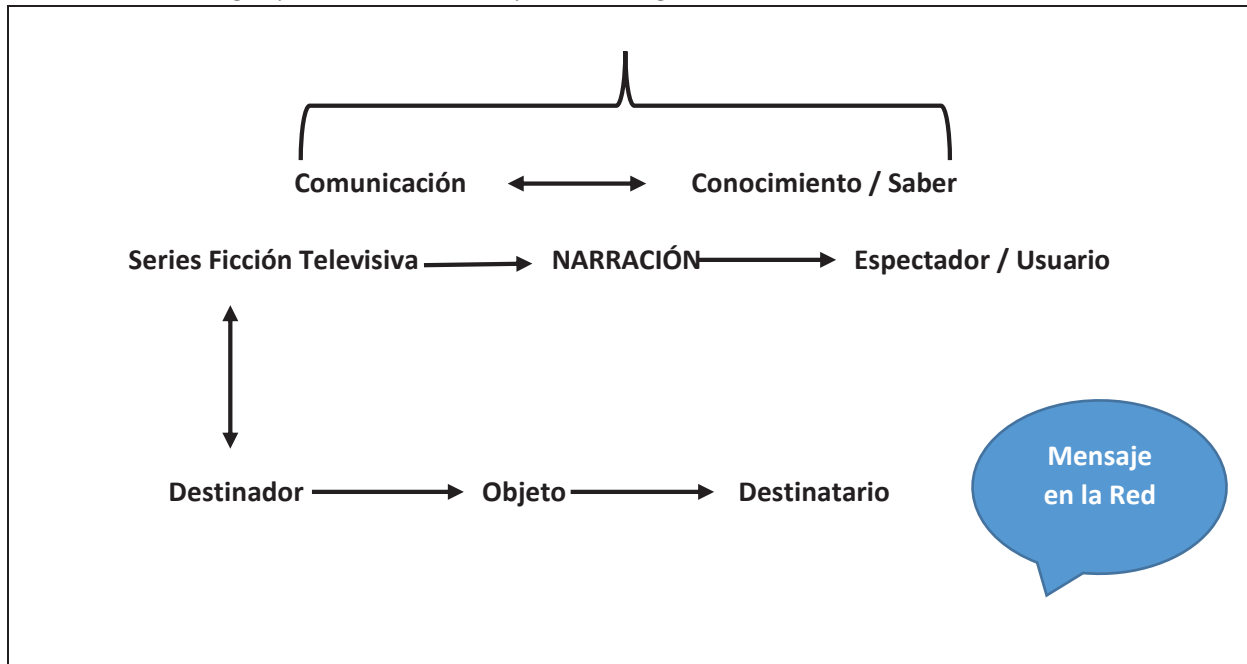 Comunicación Conocimiento / Saber
Series Ficción Televisiva NARRACIÓN Espectador / Usuario
Mensaje
en la Red
Destinador Objeto Destinatario